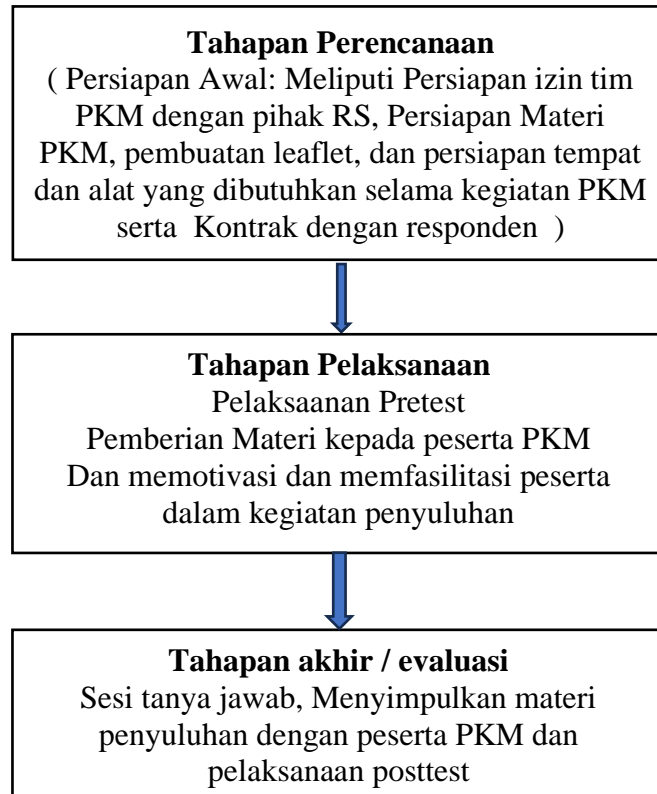 Tahapan Perencanaan
( Persiapan Awal: Meliputi Persiapan izin tim
PKM dengan pihak RS, Persiapan Materi
PKM, pembuatan leaflet, dan persiapan tempat
dan alat yang dibutuhkan selama kegiatan PKM
serta Kontrak dengan responden )
Tahapan Pelaksanaan
Pelaksaanan Pretest
Pemberian Materi kepada peserta PKM
Dan memotivasi dan memfasilitasi peserta
dalam kegiatan penyuluhan
Tahapan akhir / evaluasi
Sesi tanya jawab, Menyimpulkan materi
penyuluhan dengan peserta PKM dan
pelaksanaan posttest